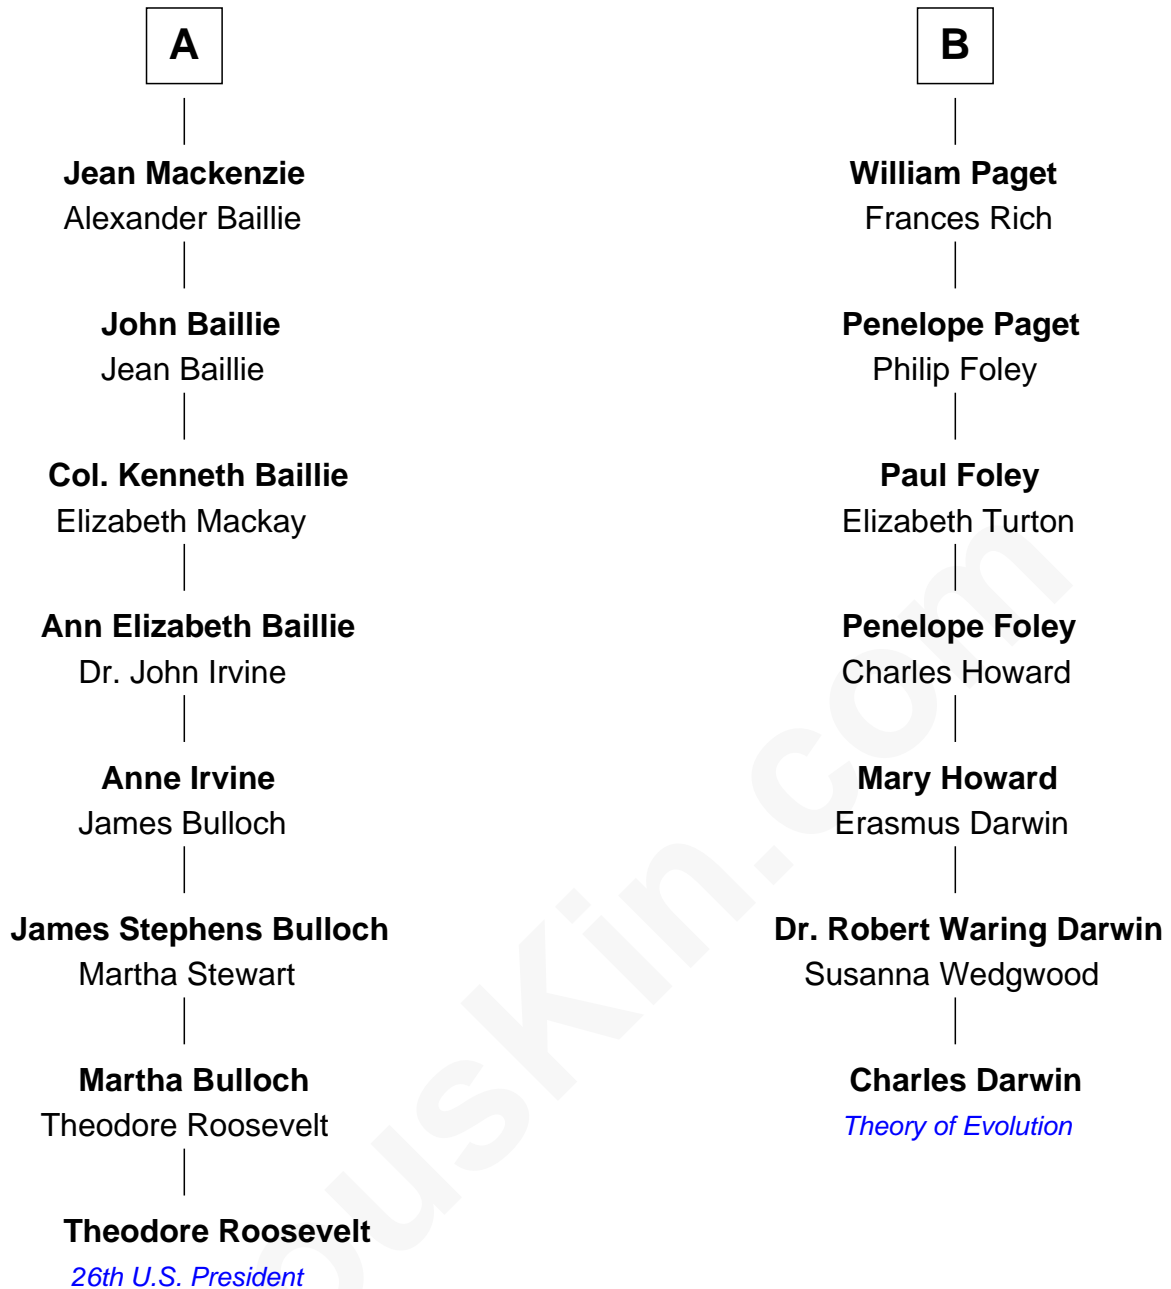 A
Jean Mackenzie
Alexander Baillie
John Baillie
Jean Baillie
Col. Kenneth Baillie
Elizabeth Mackay
Ann Elizabeth Baillie
Dr. John Irvine
Anne Irvine
James Bulloch
James Stephens Bulloch
Martha Stewart
Martha Bulloch
Theodore Roosevelt
Theodore Roosevelt
26th U.S. President
B
William Paget
Frances Rich
Penelope Paget
Philip Foley
Paul Foley
Elizabeth Turton
Penelope Foley
Charles Howard
Mary Howard
Erasmus Darwin
Dr. Robert Waring Darwin
Susanna Wedgwood
Charles Darwin
Theory of Evolution
ousKin.com